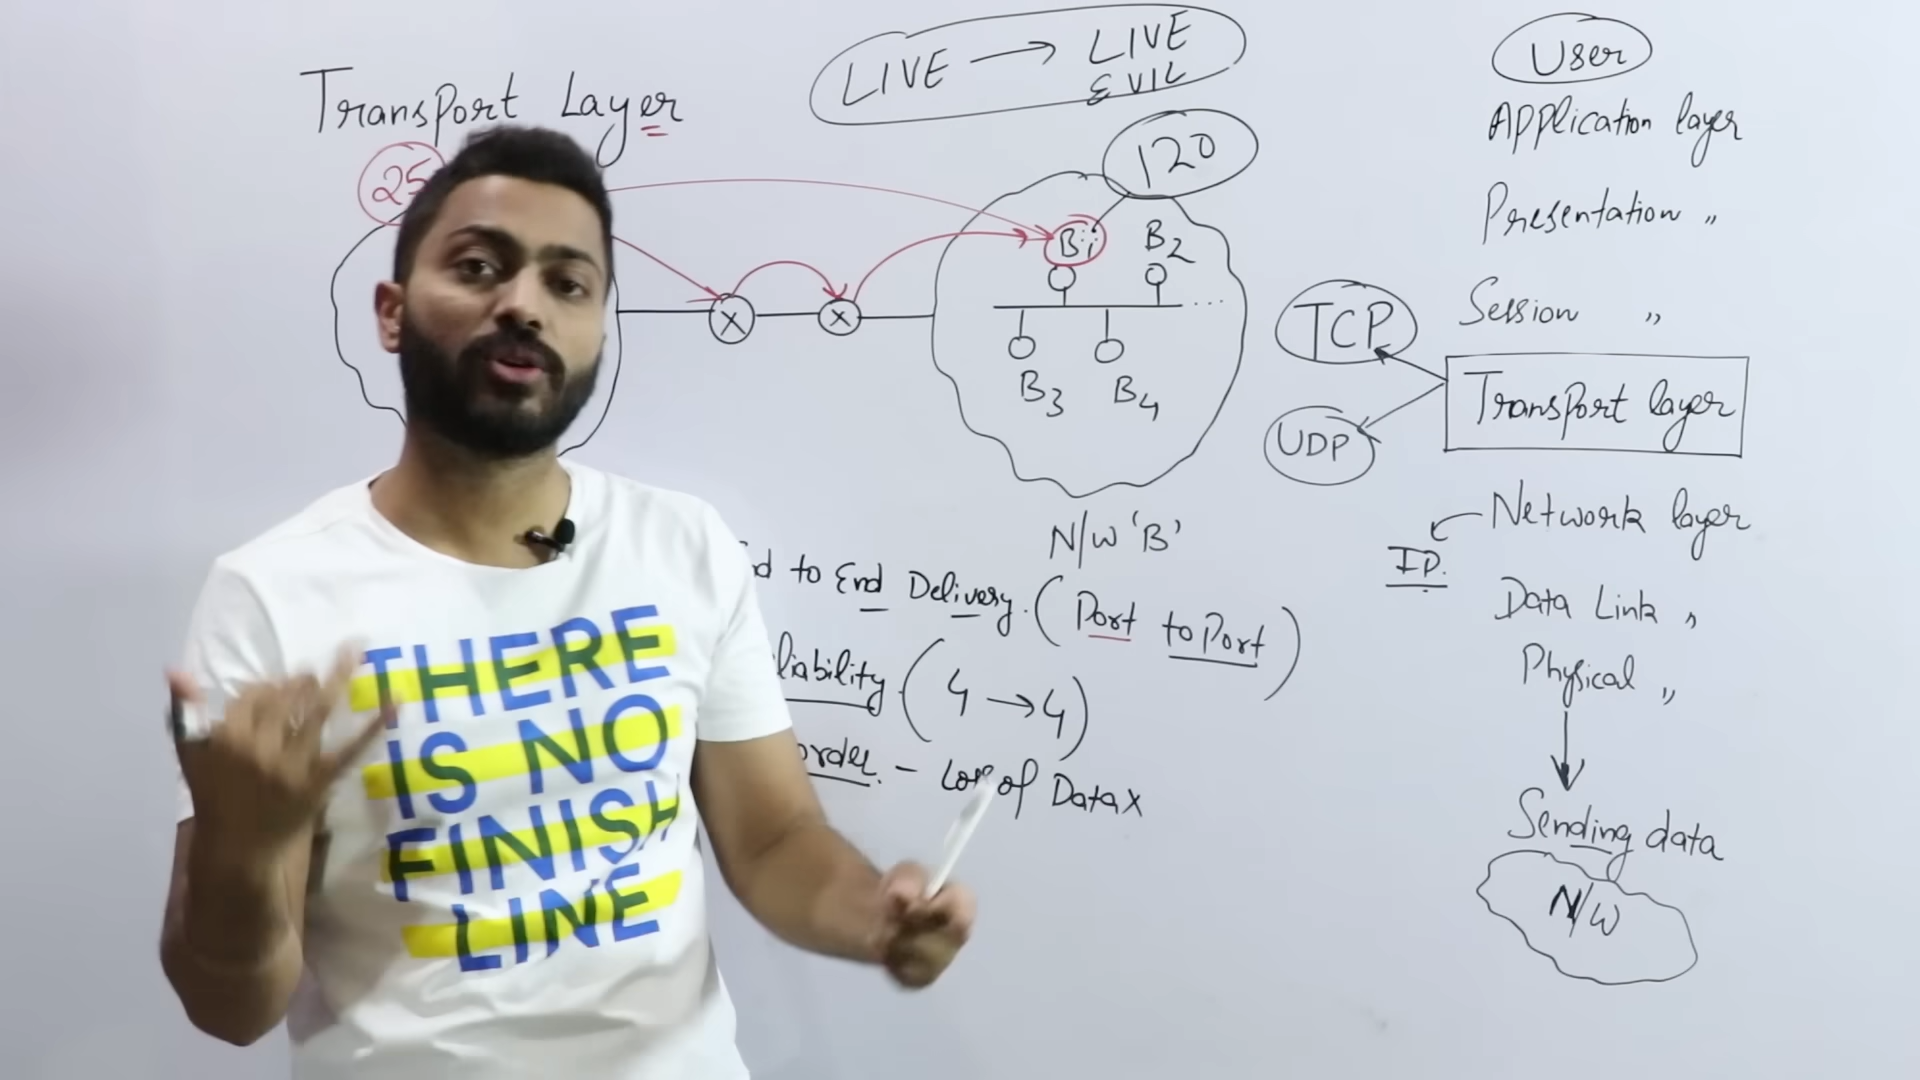 Transport Layer
LIVE → LIVE
EVIL
25
120
B1
B2
X
X
B3
B4
N/W 'B'
to End Delivery. (Port to Port)
(4 → 4)
order. - Loss of Data X
THERE
IS NO
FINISH
LINE
User
Application layer
Presentation "
Session "
TCP
Transport layer
UDP
Network layer
IP.
Data Link "
Physical "
Sending data
N/W